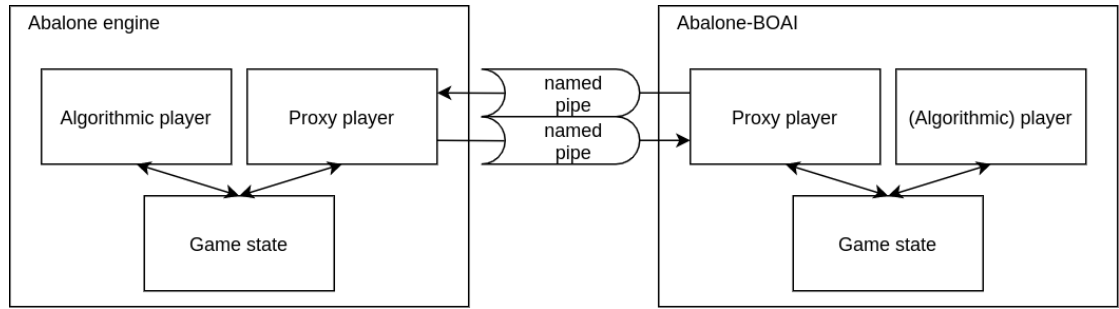 Abalone engine
Algorithmic player
Proxy player
Game state
named
pipe
named
pipe
Abalone-BOAI
Proxy player
(Algorithmic) player
Game state